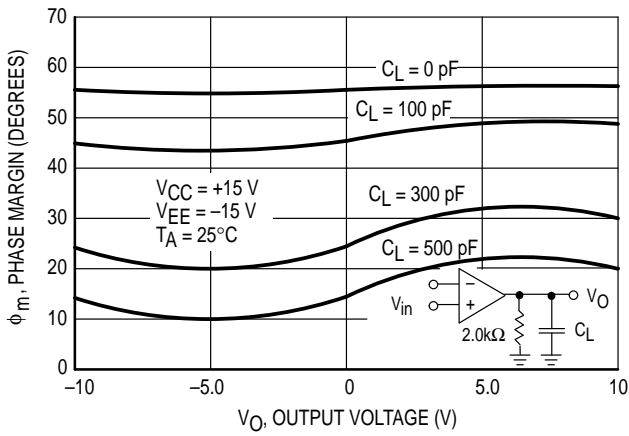 70
60
50
40
30
20
10
0
ϕm, PHASE MARGIN (DEGREES)
CL = 0 pF
CL = 100 pF
VCC = +15 V
VEE = –15 V
TA = 25°C
CL = 300 pF
CL = 500 pF
Vin
–
+
2.0kΩ
CL
VO
–10
–5.0
0
5.0
10
VO, OUTPUT VOLTAGE (V)